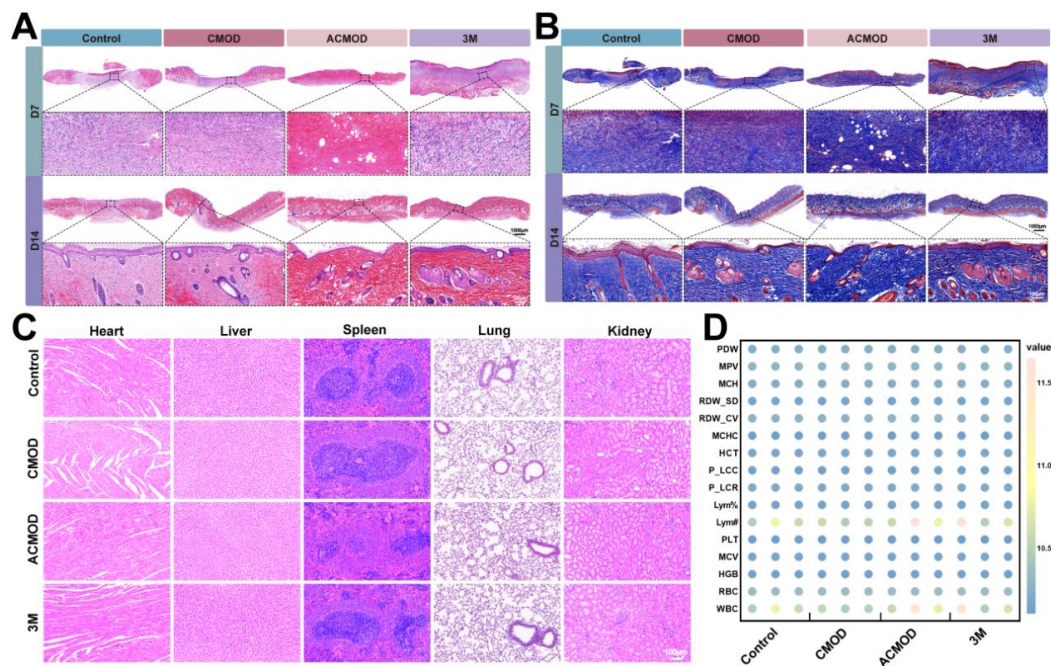 A
Control CMOD ACMOD 3M
D7
D14
1000μm
B
Control CMOD ACMOD 3M
D7
D14
1000μm
100μm
C
Heart Liver Spleen Lung Kidney
Control
CMOD
ACMOD
3M
100μm
D
PDW
MPV
MCH
RDW_SD
RDW_CV
MCHC
HCT
P_LCC
P_LCR
Lym%
Lym#
PLT
MCV
HGB
RBC
WBC
Control CMOD ACMOD 3M
value
11.5
11.0
10.5